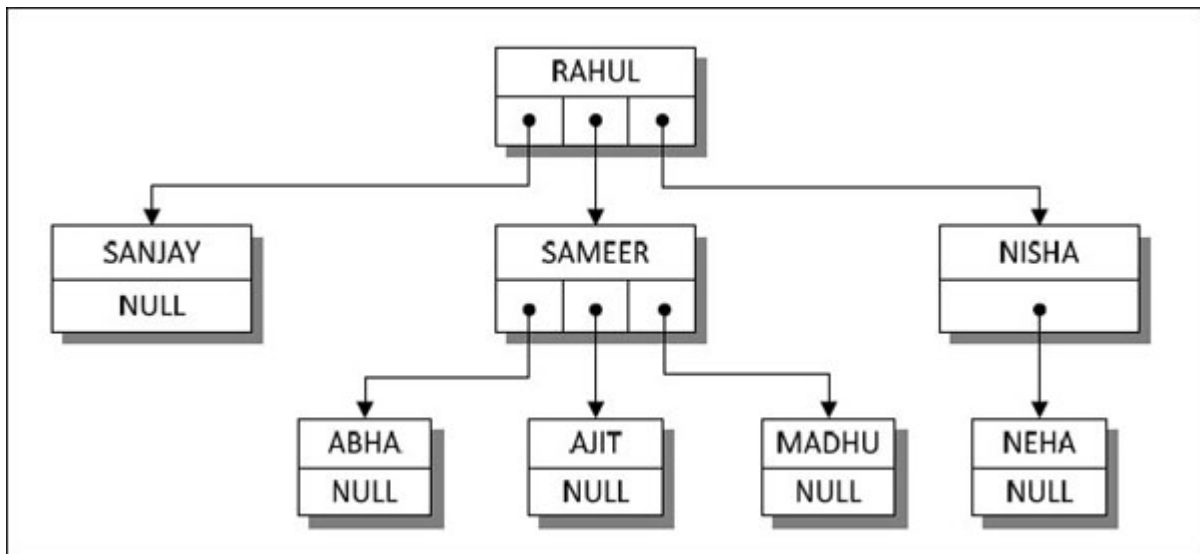 RAHUL
SANJAY
NULL
SAMEER
NISHA
ABHA
NULL
AJIT
NULL
MADHU
NULL
NEHA
NULL